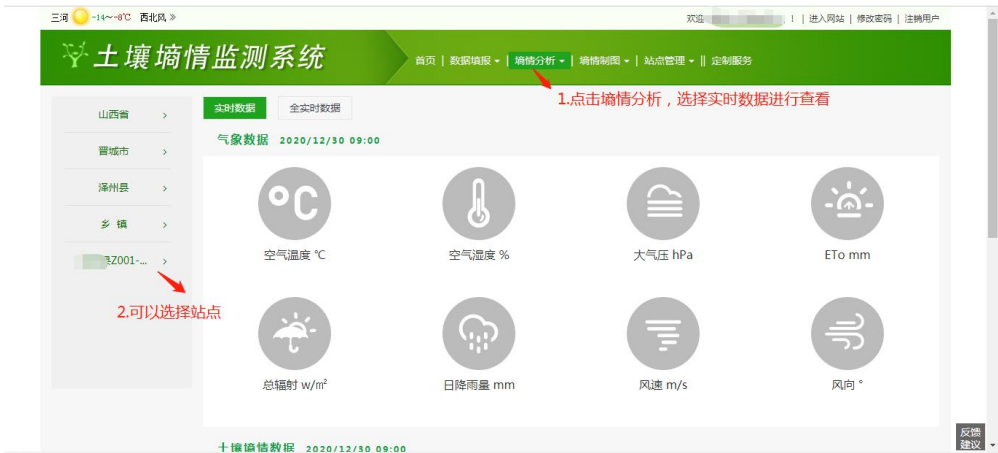 三河 -14~-8℃ 西北风 »
欢迎 ! | 进入网站 | 修改密码 | 注销用户
土壤墒情监测系统
首页 | 数据填报 | 墒情分析 | 墒情制图 | 站点管理 || 定制服务
1.点击墒情分析，选择实时数据进行查看
实时数据 全实时数据
山西省
晋城市
泽州县
乡 镇
Z001-...
2.可以选择站点
气象数据 2020/12/30 09:00
°C
空气温度 ℃ 空气湿度 % 大气压 hPa ETo mm
总辐射 w/㎡ 日降雨量 mm 风速 m/s 风向 °
土壤墒情数据 2020/12/30 09:00
反馈
建议